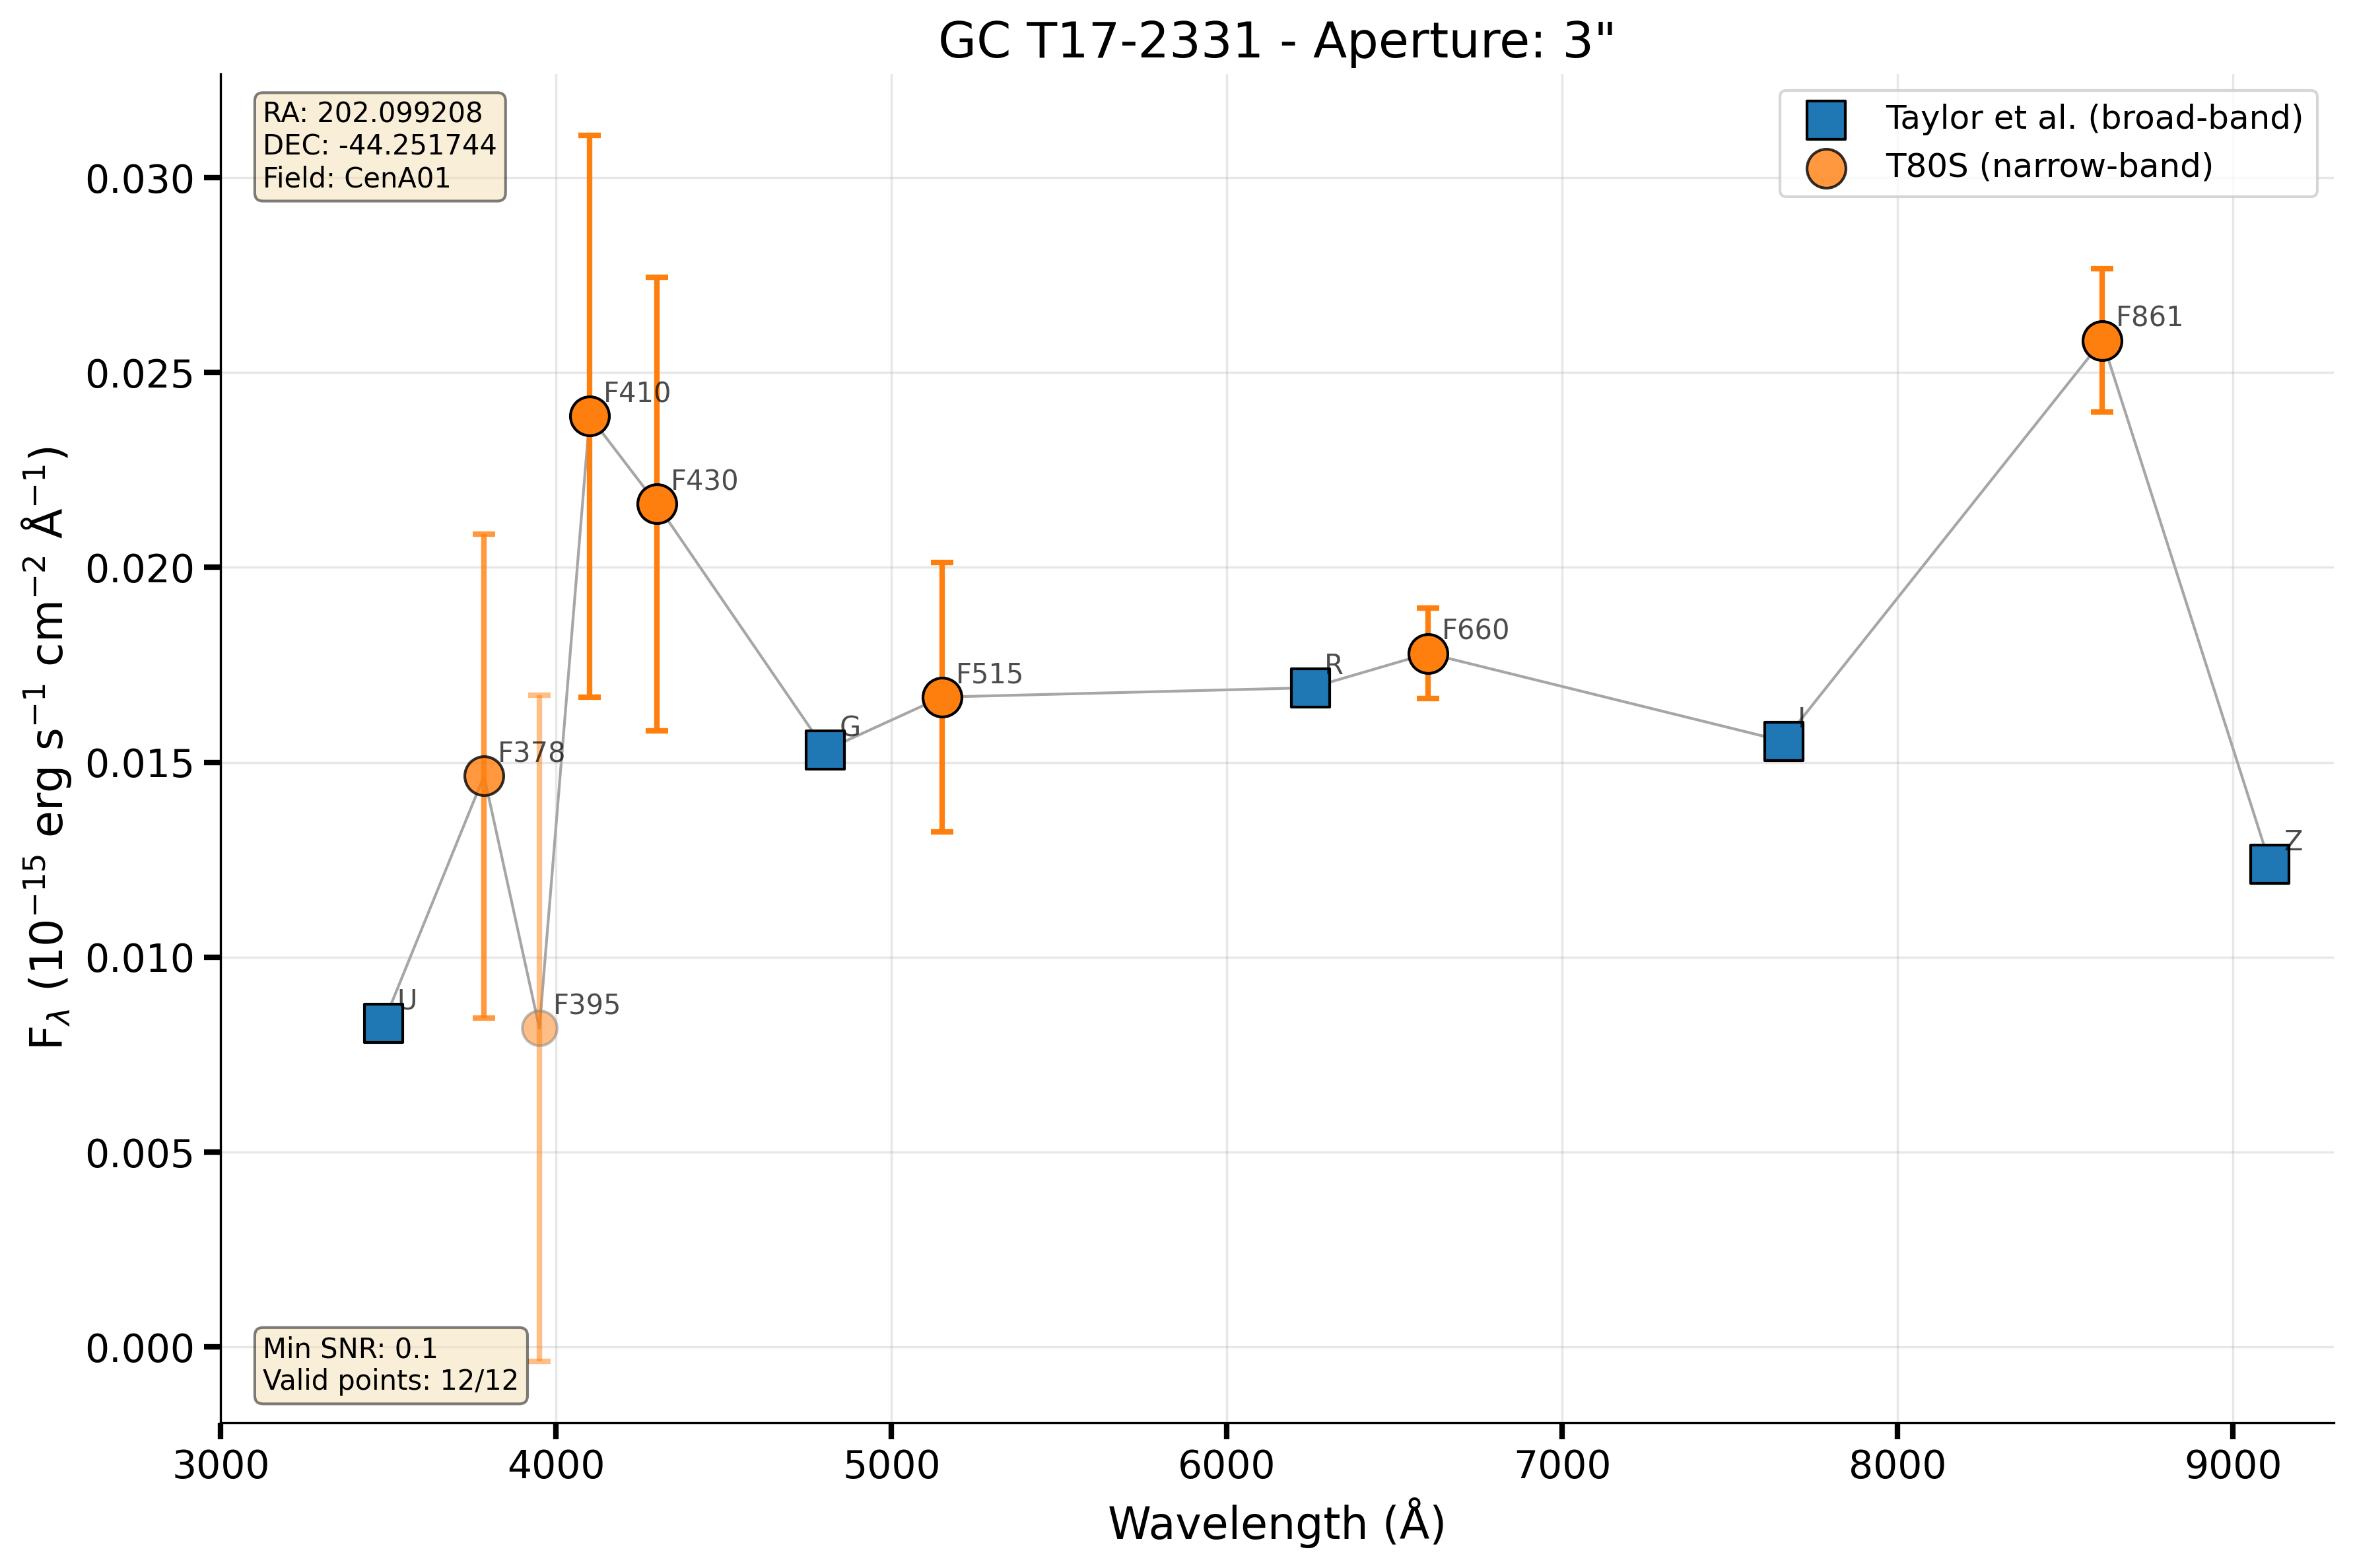 GC T17-2331 - Aperture: 3"
RA: 202.099208
DEC: -44.251744
Field: CenA01
Taylor et al. (broad-band)
T80S (narrow-band)
0.030
0.025
0.020
0.015
0.010
0.005
0.000
F$_{\lambda}$ (10$^{-15}$ erg s$^{-1}$ cm$^{-2}$ Å$^{-1}$)
U
F378
F395
F410
F430
G
F515
R
F660
I
F861
Z
Min SNR: 0.1
Valid points: 12/12
3000 4000 5000 6000 7000 8000 9000
Wavelength (Å)